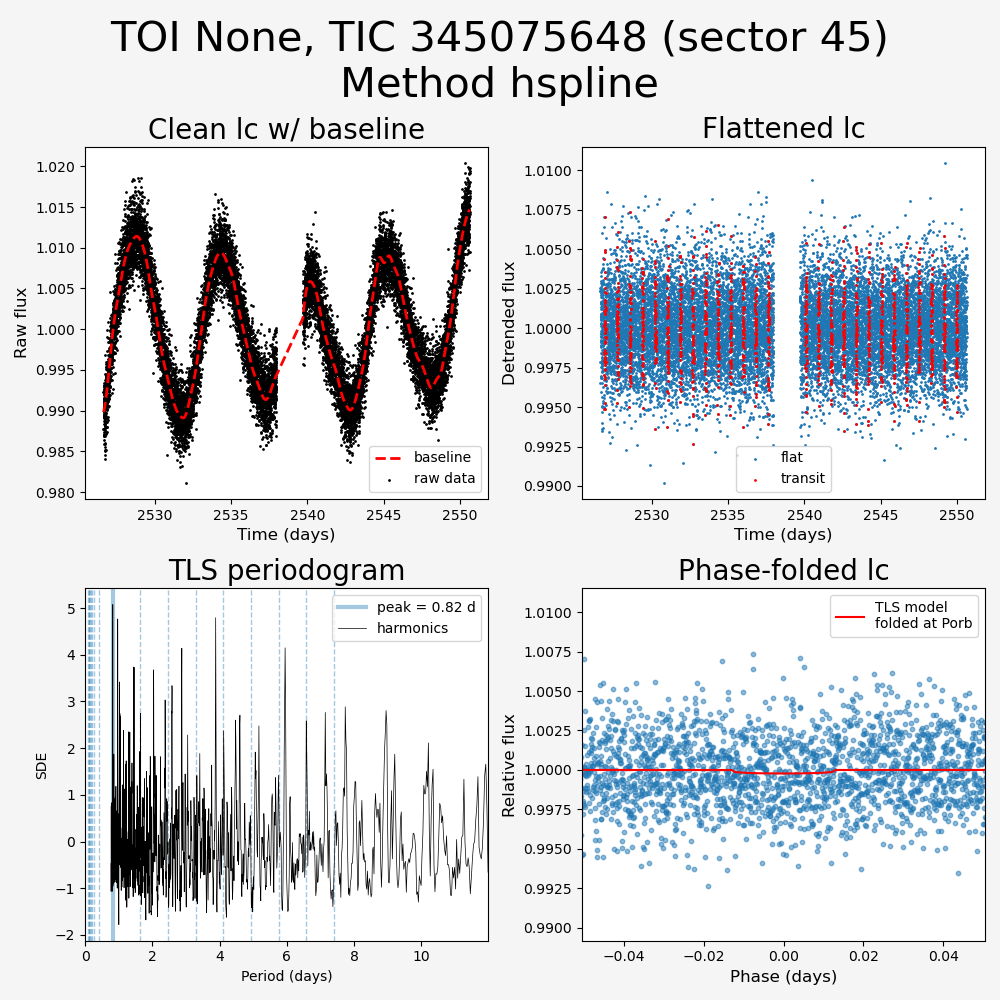 TOI None, TIC 345075648 (sector 45)
Method hspline
Clean lc w/ baseline
1.020
1.015
1.010
1.005
1.000
0.995
0.990
0.985
0.980
Raw flux
baseline
raw data
2530
2535
2540
2545
2550
Time (days)
Flattened lc
1.0100
1.0075
1.0050
1.0025
1.0000
0.9975
0.9950
0.9925
0.9900
Detrended flux
flat
transit
2530
2535
2540
2545
2550
Time (days)
TLS periodogram
5
4
3
2
1
0
−1
−2
SDE
peak = 0.82 d
harmonics
0
2
4
6
8
10
Period (days)
Phase-folded lc
1.0100
1.0075
1.0050
1.0025
1.0000
0.9975
0.9950
0.9925
0.9900
Relative flux
TLS model
folded at Porb
−0.04
−0.02
0.00
0.02
0.04
Phase (days)